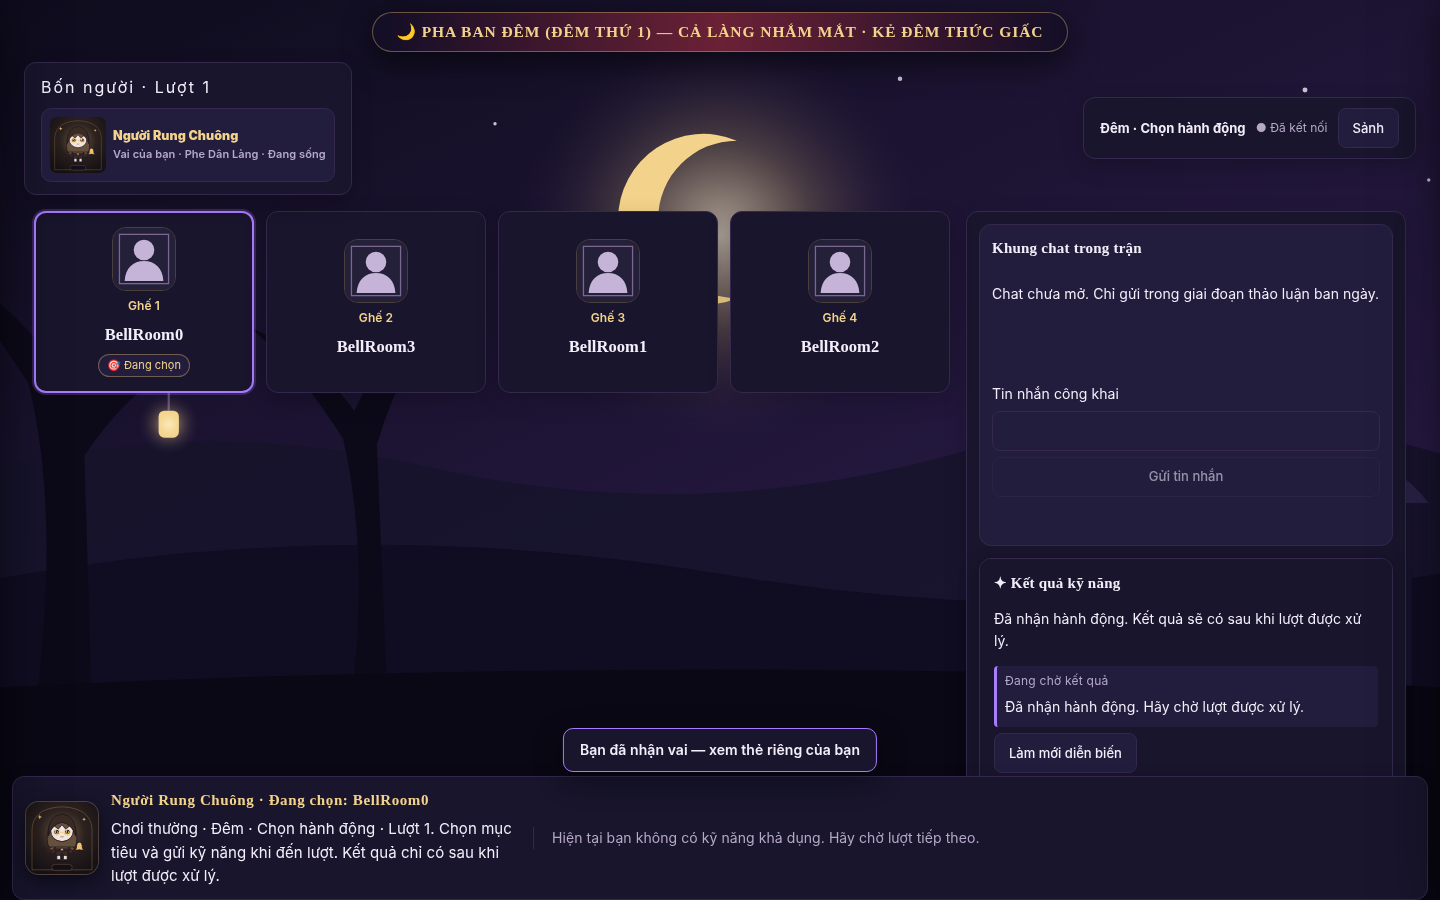 🌙 PHA BAN ĐÊM (ĐÊM THỨ 1) — CẢ LÀNG NHẮM MẮT · KẺ ĐÊM THỨC GIẤC
Bốn người · Lượt 1
Người Rung Chuông
Vai của bạn · Phe Dân Làng · Đang sống
Đêm · Chọn hành động
Đã kết nối
Sảnh
Ghế 1
BellRoom0
🎯 Đang chọn
Ghế 2
BellRoom3
Ghế 3
BellRoom1
Ghế 4
BellRoom2
Khung chat trong trận
Chat chưa mở. Chỉ gửi trong giai đoạn thảo luận ban ngày.
Tin nhắn công khai
Gửi tin nhắn
✦ Kết quả kỹ năng
Đã nhận hành động. Kết quả sẽ có sau khi lượt được xử
lý.
Đang chờ kết quả
Đã nhận hành động. Hãy chờ lượt được xử lý.
Làm mới diễn biến
Bạn đã nhận vai — xem thẻ riêng của bạn
Người Rung Chuông · Đang chọn: BellRoom0
Chơi thường · Đêm · Chọn hành động · Lượt 1. Chọn mục
tiêu và gửi kỹ năng khi đến lượt. Kết quả chỉ có sau khi
lượt được xử lý.
Hiện tại bạn không có kỹ năng khả dụng. Hãy chờ lượt tiếp theo.